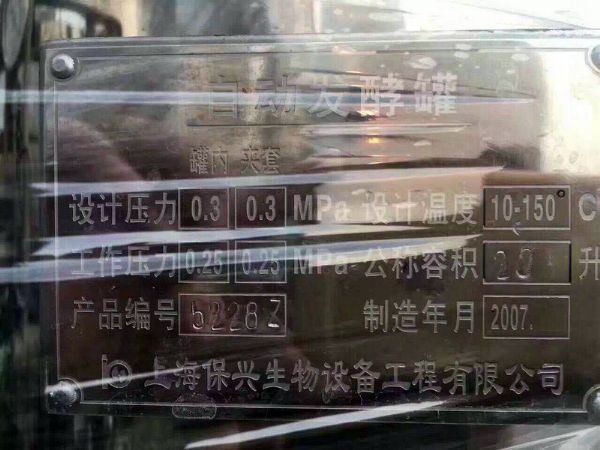 自动发酵罐
罐内 夹套
设计压力 0.3 0.3 MPa 设计温度 10-150 °C
工作压力 0.25 0.25 MPa 公称容积 20 升
产品编号 5228Z 制造年月 2007.
上海保兴生物设备工程有限公司